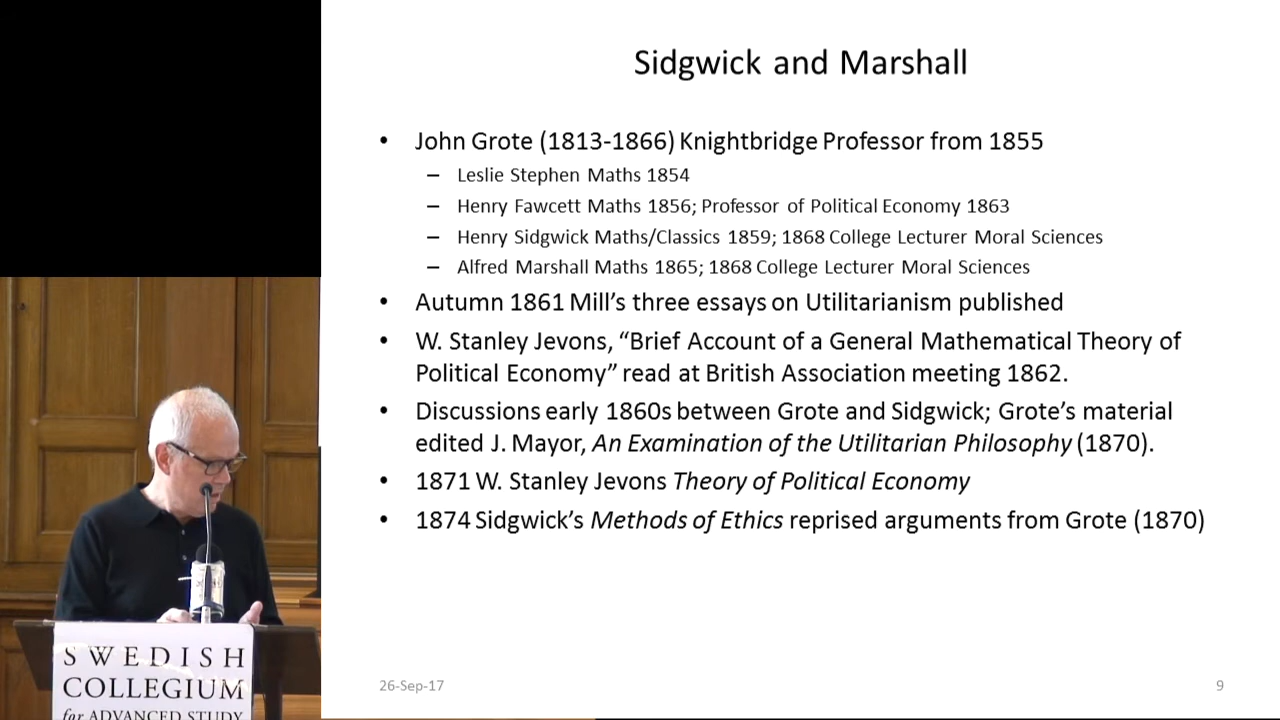 Sidgwick and Marshall
• John Grote (1813-1866) Knightbridge Professor from 1855
– Leslie Stephen Maths 1854
– Henry Fawcett Maths 1856; Professor of Political Economy 1863
– Henry Sidgwick Maths/Classics 1859; 1868 College Lecturer Moral Sciences
– Alfred Marshall Maths 1865; 1868 College Lecturer Moral Sciences
• Autumn 1861 Mill’s three essays on Utilitarianism published
• W. Stanley Jevons, “Brief Account of a General Mathematical Theory of
Political Economy” read at British Association meeting 1862.
• Discussions early 1860s between Grote and Sidgwick; Grote’s material
edited J. Mayor, An Examination of the Utilitarian Philosophy (1870).
• 1871 W. Stanley Jevons Theory of Political Economy
• 1874 Sidgwick’s Methods of Ethics reprised arguments from Grote (1870)
26-Sep-17
9
SWEDISH
COLLEGIUM
for ADVANCED STUDY